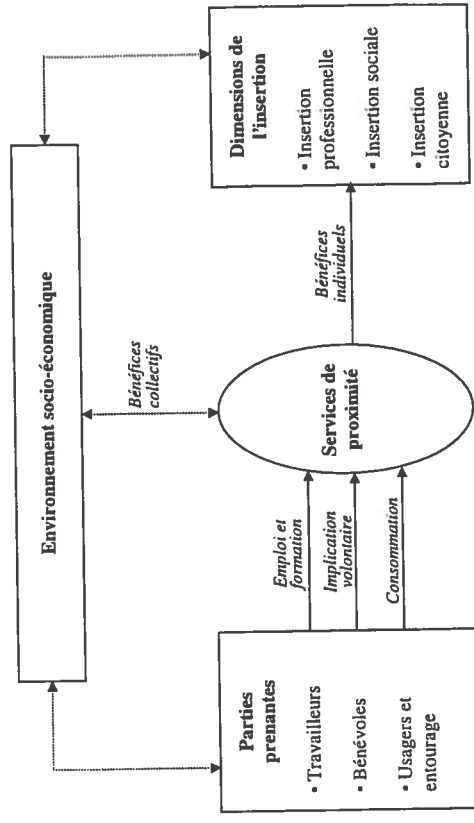 Environnement socio-économique
Bénéfices
collectifs
Parties
prenantes
• Travailleurs
• Bénévoles
• Usagers et
entourage
Emploi et
formation
Implication
volontaire
Consommation
Services de
proximité
Bénéfices
individuels
Dimensions de
l'insertion
• Insertion
professionnelle
• Insertion sociale
• Insertion
citoyenne